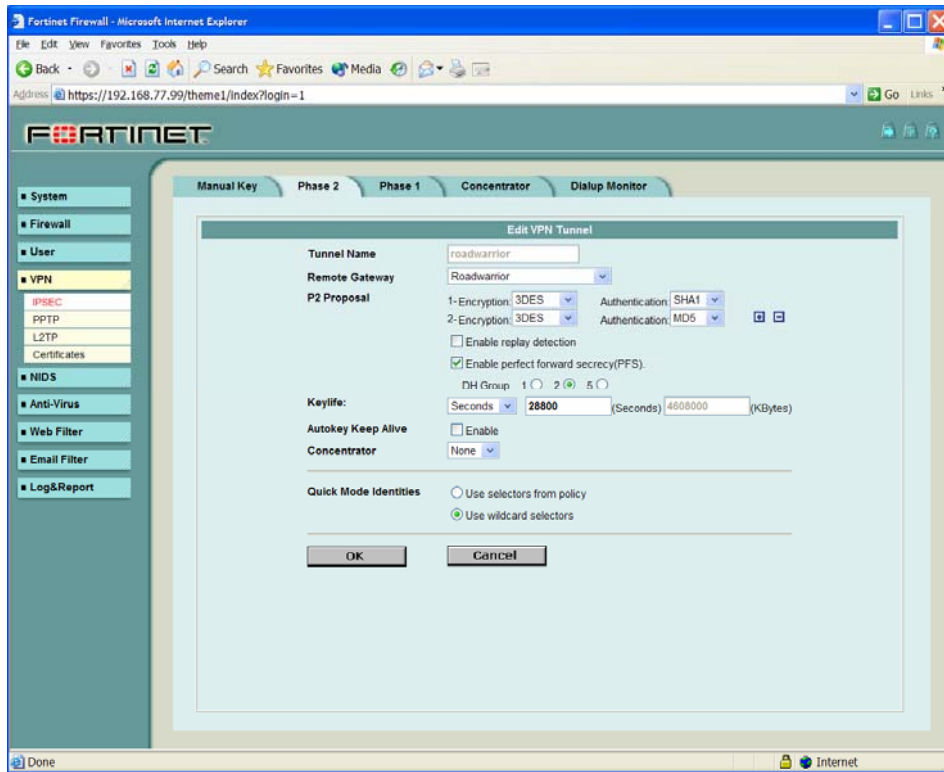 Fortinet Firewall - Microsoft Internet Explorer
File Edit View Favorites Tools Help
Back Search Favorites Media
Address https://192.168.77.99/theme1/index?login=1 Go Links
FORTINET
Manual Key Phase 2 Phase 1 Concentrator Dialup Monitor
System
Firewall
User
VPN
IPSEC
PPTP
L2TP
Certificates
NIDS
Anti-Virus
Web Filter
Email Filter
Log&Report
Edit VPN Tunnel
Tunnel Name roadwarrior
Remote Gateway Roadwarrior
P2 Proposal 1-Encryption: 3DES Authentication: SHA1
2-Encryption: 3DES Authentication: MD5
Enable replay detection
Enable perfect forward secrecy(PFS).
DH Group 1 2 5
Keylife: Seconds 28800 (Seconds) 4608000 (KBytes)
Autokey Keep Alive Enable
Concentrator None
Quick Mode Identities Use selectors from policy
Use wildcard selectors
OK Cancel
Done Internet